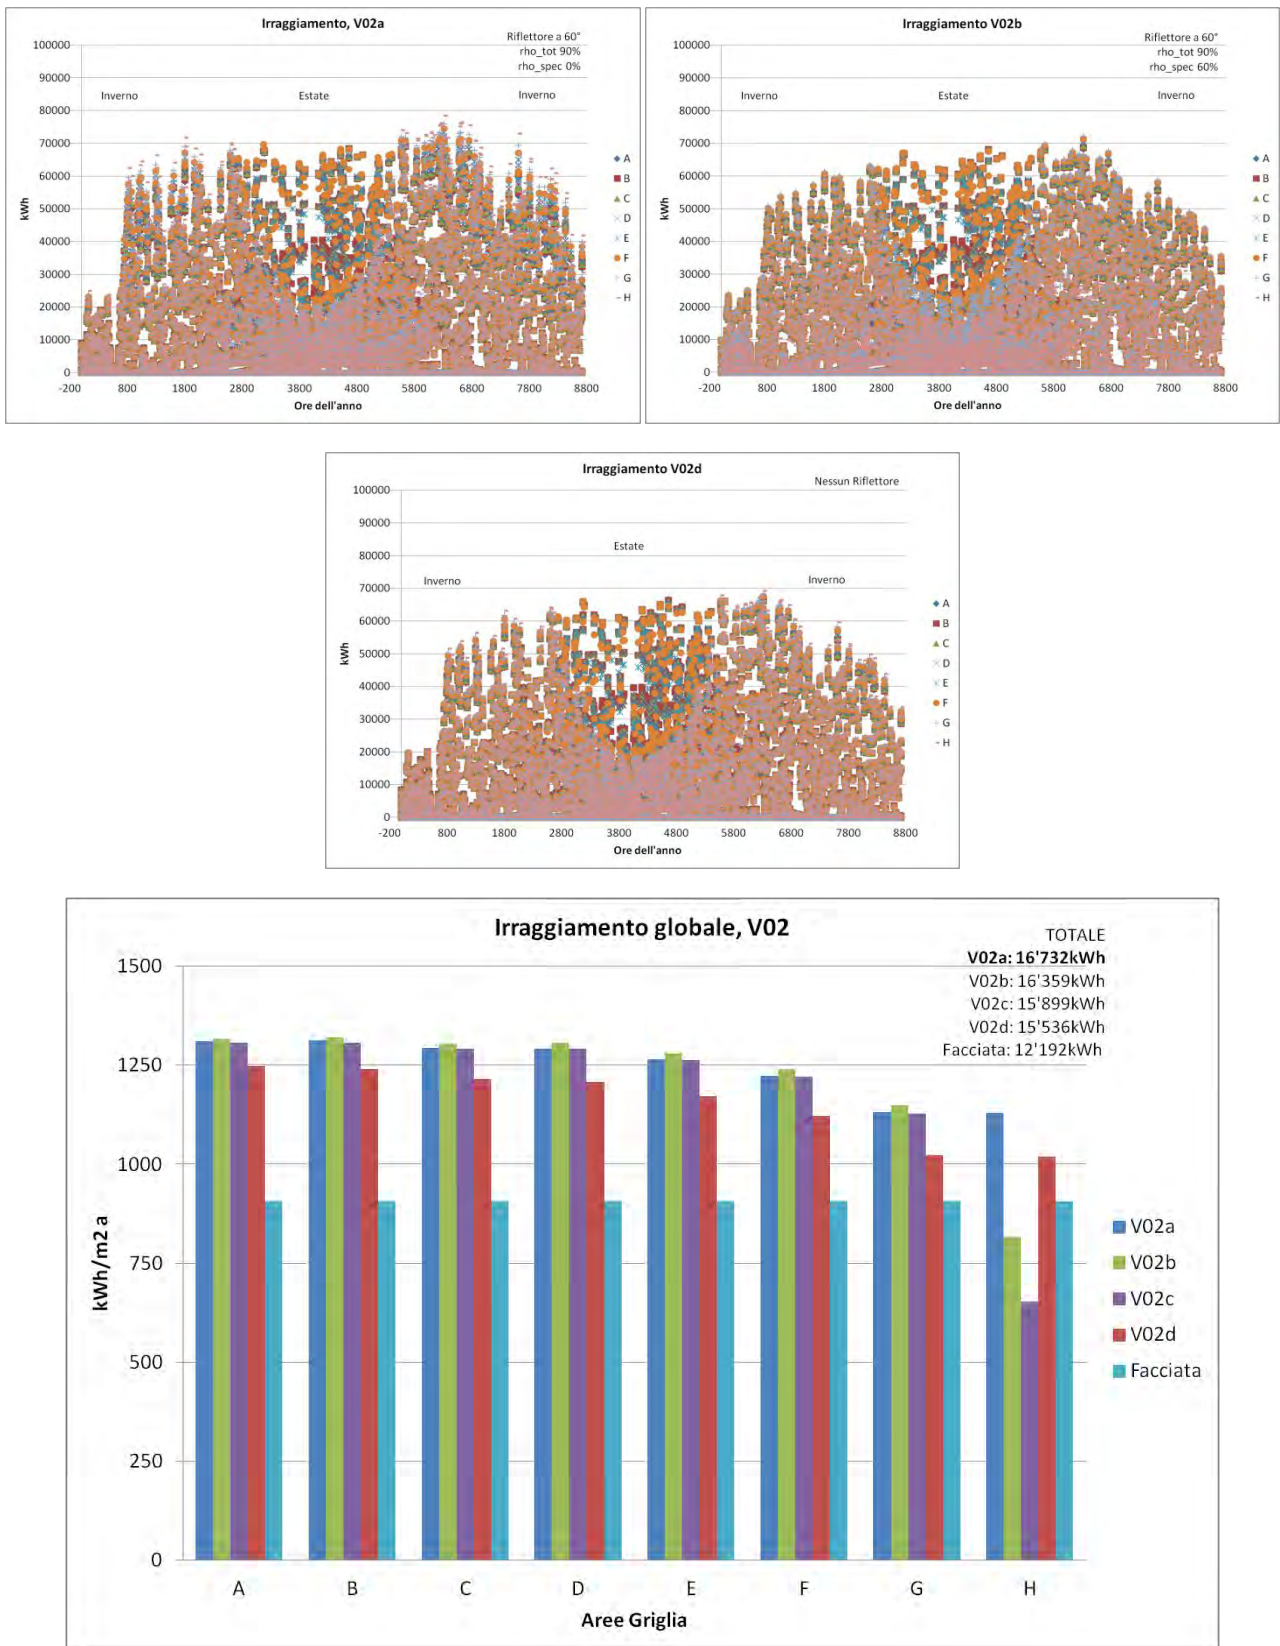 Irraggiamento, V02a
Riflettore a 60°
rho_tot 90%
rho_spec 0%
100000
90000
80000
70000
60000
50000
40000
30000
20000
10000
0
kWh
Inverno
Estate
Inverno
A
B
C
D
E
F
G
H
-200 800 1800 2800 3800 4800 5800 6800 7800 8800
Ore dell'anno
Irraggiamento V02b
Riflettore a 60°
rho_tot 90%
rho_spec 60%
100000
90000
80000
70000
60000
50000
40000
30000
20000
10000
0
kWh
Inverno
Estate
Inverno
A
B
C
D
E
F
G
H
-200 800 1800 2800 3800 4800 5800 6800 7800 8800
Ore dell'anno
Irraggiamento V02d
Nessun Riflettore
100000
90000
80000
70000
60000
50000
40000
30000
20000
10000
0
kWh
Estate
Inverno
Inverno
A
B
C
D
E
F
G
H
-200 800 1800 2800 3800 4800 5800 6800 7800 8800
Ore dell'anno
Irraggiamento globale, V02
TOTALE
V02a: 16'732kWh
V02b: 16'359kWh
V02c: 15'899kWh
V02d: 15'536kWh
Facciata: 12'192kWh
1500
1250
1000
750
500
250
0
kWh/m2 a
V02a
V02b
V02c
V02d
Facciata
A B C D E F G H
Aree Griglia